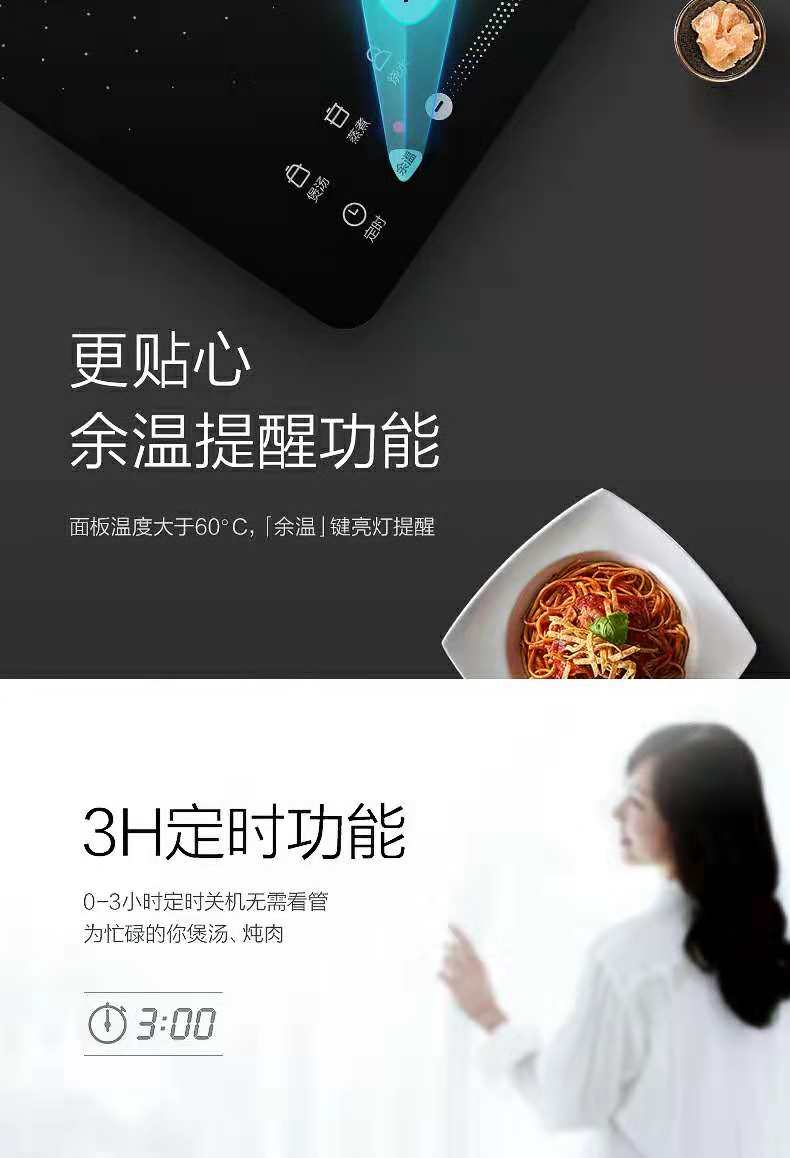 烧水
蒸煮
余温
煲汤
定时
更贴心
余温提醒功能
面板温度大于60°C,「余温」键亮灯提醒
3H定时功能
0-3小时定时关机无需看管
为忙碌的你煲汤、炖肉
3:00